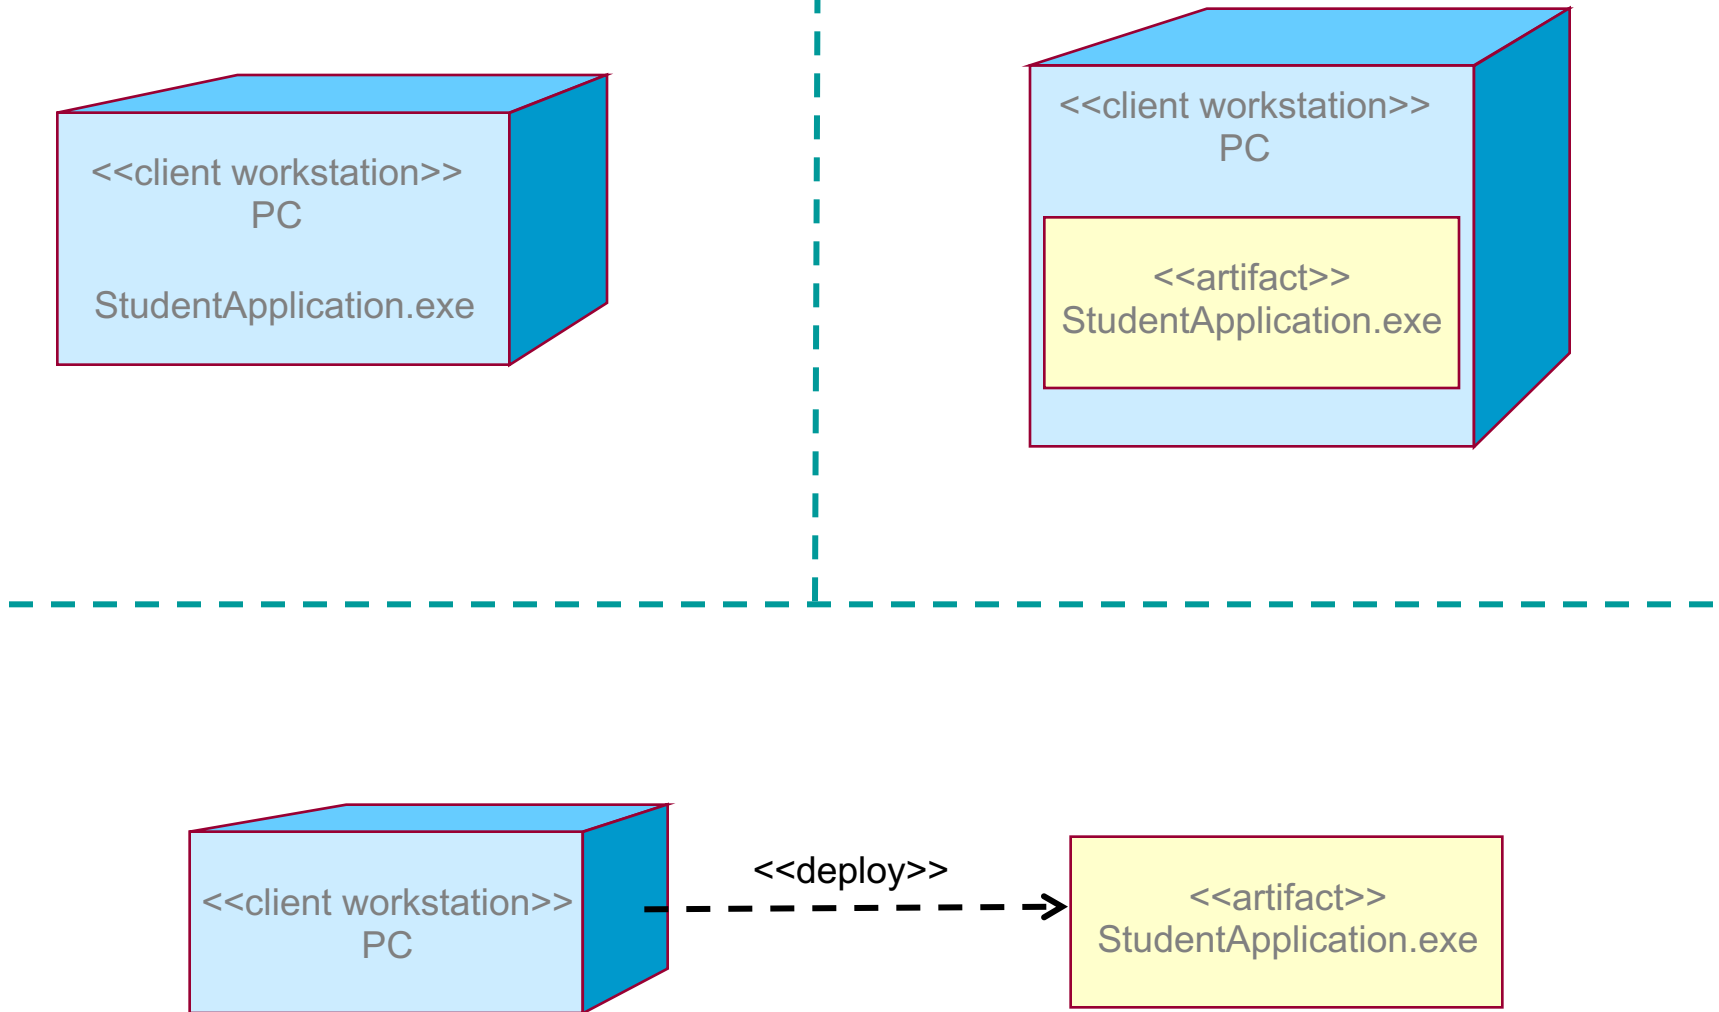 <<client workstation>>
PC
StudentApplication.exe
<<client workstation>>
PC
<<artifact>>
StudentApplication.exe
<<client workstation>>
PC
<<deploy>>
<<artifact>>
StudentApplication.exe